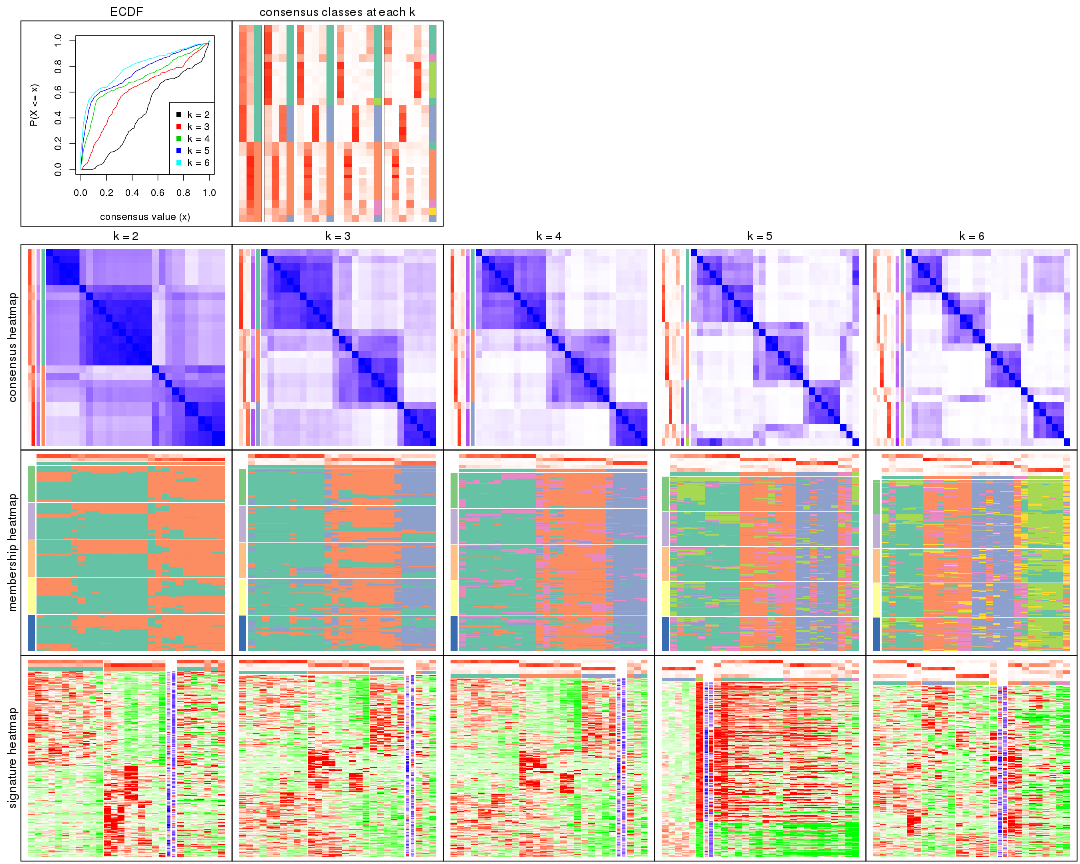 ECDF
consensus classes at each k
P(X <= x)
0.0 0.2 0.4 0.6 0.8 1.0
k = 2
k = 3
k = 4
k = 5
k = 6
0.0 0.2 0.4 0.6 0.8 1.0
consensus value (x)
k = 2
k = 3
k = 4
k = 5
k = 6
consensus heatmap
membership heatmap
signature heatmap